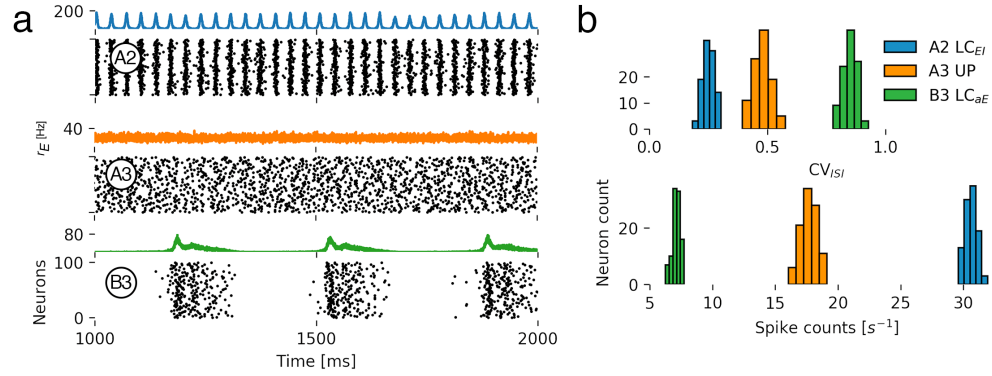 a
200
A2
40
r_E [Hz]
A3
80
100
B3
0
Neurons
1000
1500
2000
Time [ms]
b
20
10
0
0.0
0.5
1.0
CV_ISI
A2 LC_EI
A3 UP
B3 LC_aE
Neuron count
20
0
5
10
15
20
25
30
Spike counts [s⁻¹]